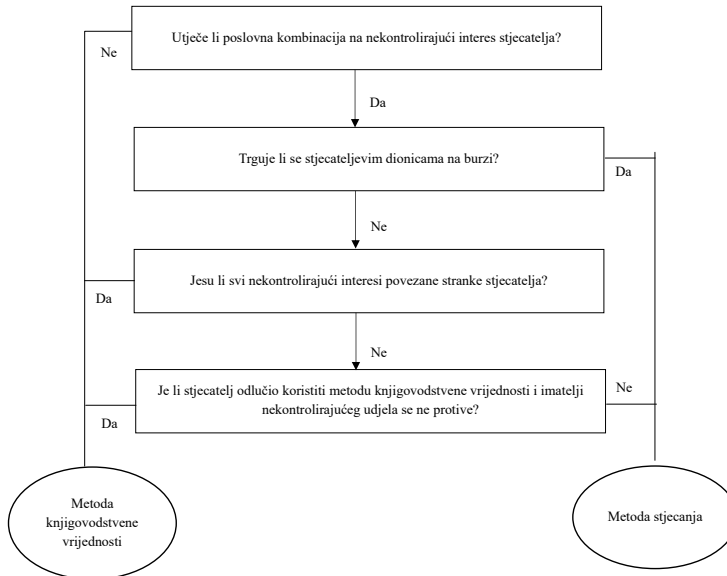 Utječe li poslovna kombinacija na nekontrolirajući interes stjecatelja?
Ne
Da
Trguje li se stjecateljevim dionicama na burzi?
Da
Ne
Jesu li svi nekontrolirajući interesi povezane stranke stjecatelja?
Da
Ne
Je li stjecatelj odlučio koristiti metodu knjigovodstvene vrijednosti i imatelji
nekontrolirajućeg udjela se ne protive?
Ne
Da
Metoda
knjigovodstvene
vrijednosti
Metoda stjecanja